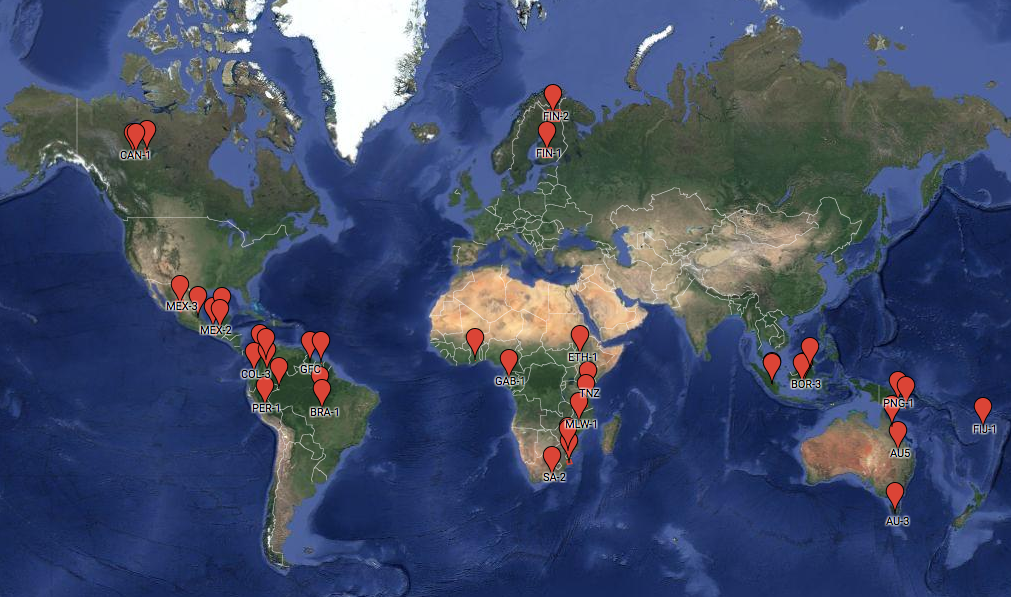 FIN-2
FIN-1
CAN-1
MEX-3
MEX-2
ETH-1
COL-3
GFC
GAB-1
BOR-3
TNZ
PNG-1
PER-1
BRA-1
MLW-1
FIJ-1
AU5
SA-2
AU-3